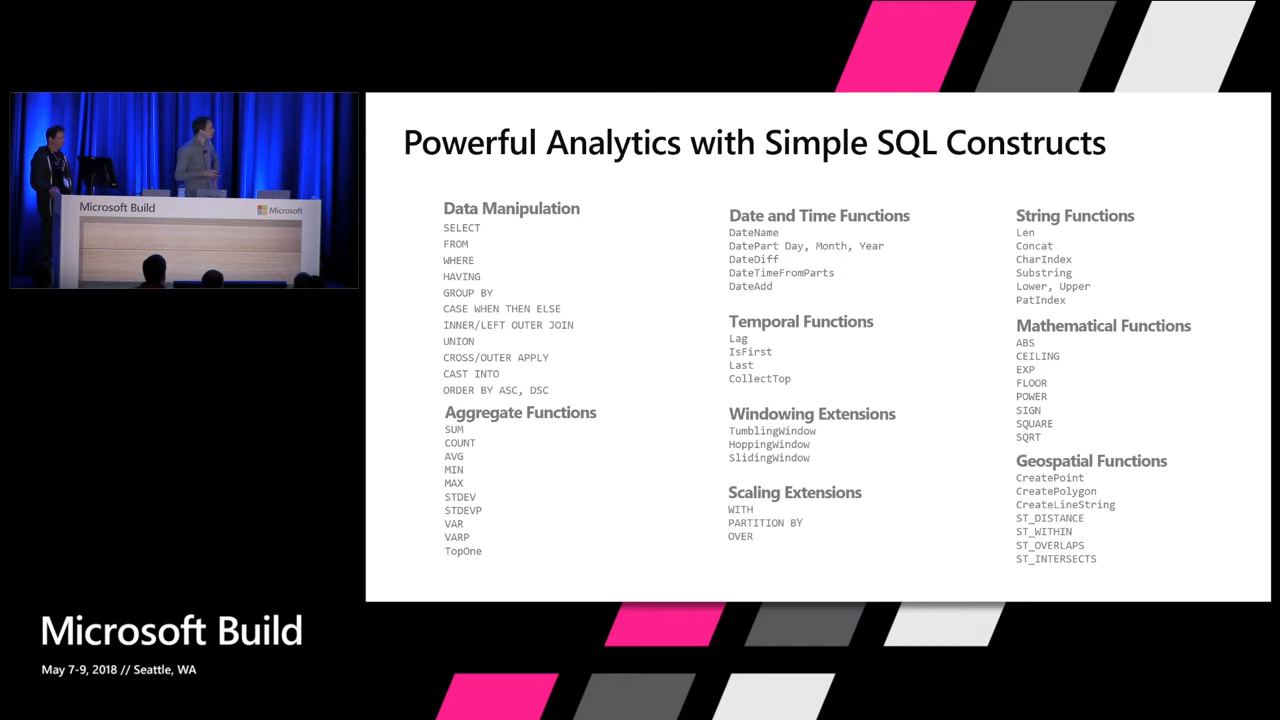 Microsoft Build
Microsoft
Powerful Analytics with Simple SQL Constructs
Data Manipulation
SELECT
FROM
WHERE
HAVING
GROUP BY
CASE WHEN THEN ELSE
INNER/LEFT OUTER JOIN
UNION
CROSS/OUTER APPLY
CAST INTO
ORDER BY ASC, DSC
Aggregate Functions
SUM
COUNT
AVG
MIN
MAX
STDEV
STDEVP
VAR
VARP
TopOne
Date and Time Functions
DateName
DatePart Day, Month, Year
DateDiff
DateTimeFromParts
DateAdd
Temporal Functions
Lag
IsFirst
Last
CollectTop
Windowing Extensions
TumblingWindow
HoppingWindow
SlidingWindow
Scaling Extensions
WITH
PARTITION BY
OVER
String Functions
Len
Concat
CharIndex
Substring
Lower, Upper
PatIndex
Mathematical Functions
ABS
CEILING
EXP
FLOOR
POWER
SIGN
SQUARE
SQRT
Geospatial Functions
CreatePoint
CreatePolygon
CreateLineString
ST_DISTANCE
ST_WITHIN
ST_OVERLAPS
ST_INTERSECTS
Microsoft Build
May 7-9, 2018 // Seattle, WA